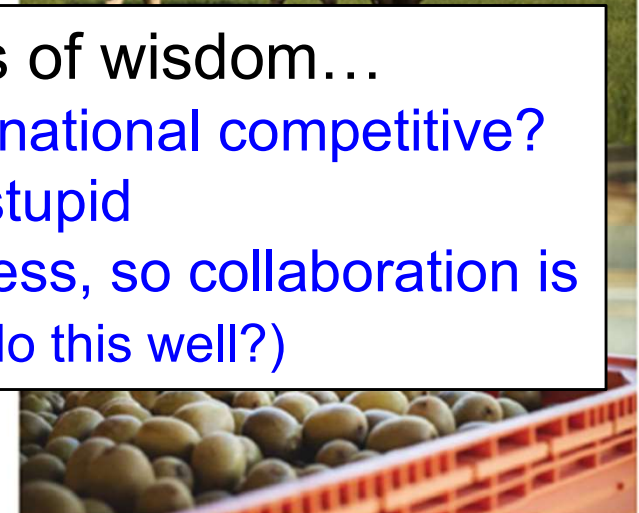 s of wisdom…
national competitive?
stupid
ess, so collaboration is
do this well?)